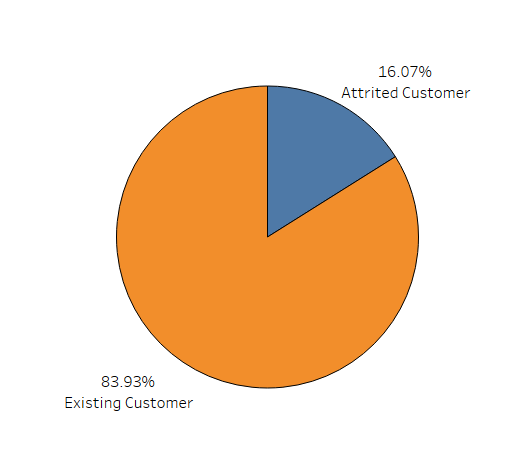 16.07%
Attrited Customer
83.93%
Existing Customer